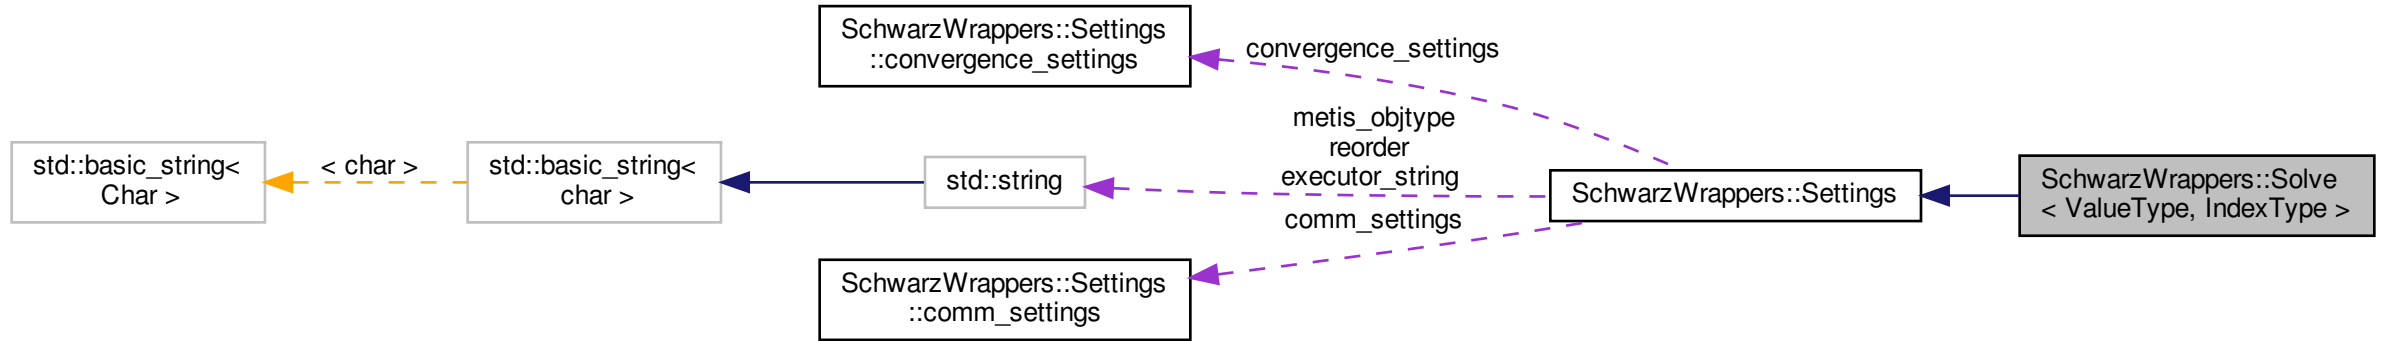 SchwarzWrappers::Settings
::convergence_settings
convergence_settings
metis_objtype
reorder
executor_string
std::basic_string<
Char >
< char >
std::basic_string<
char >
std::string
SchwarzWrappers::Settings
SchwarzWrappers::Solve
< ValueType, IndexType >
comm_settings
SchwarzWrappers::Settings
::comm_settings